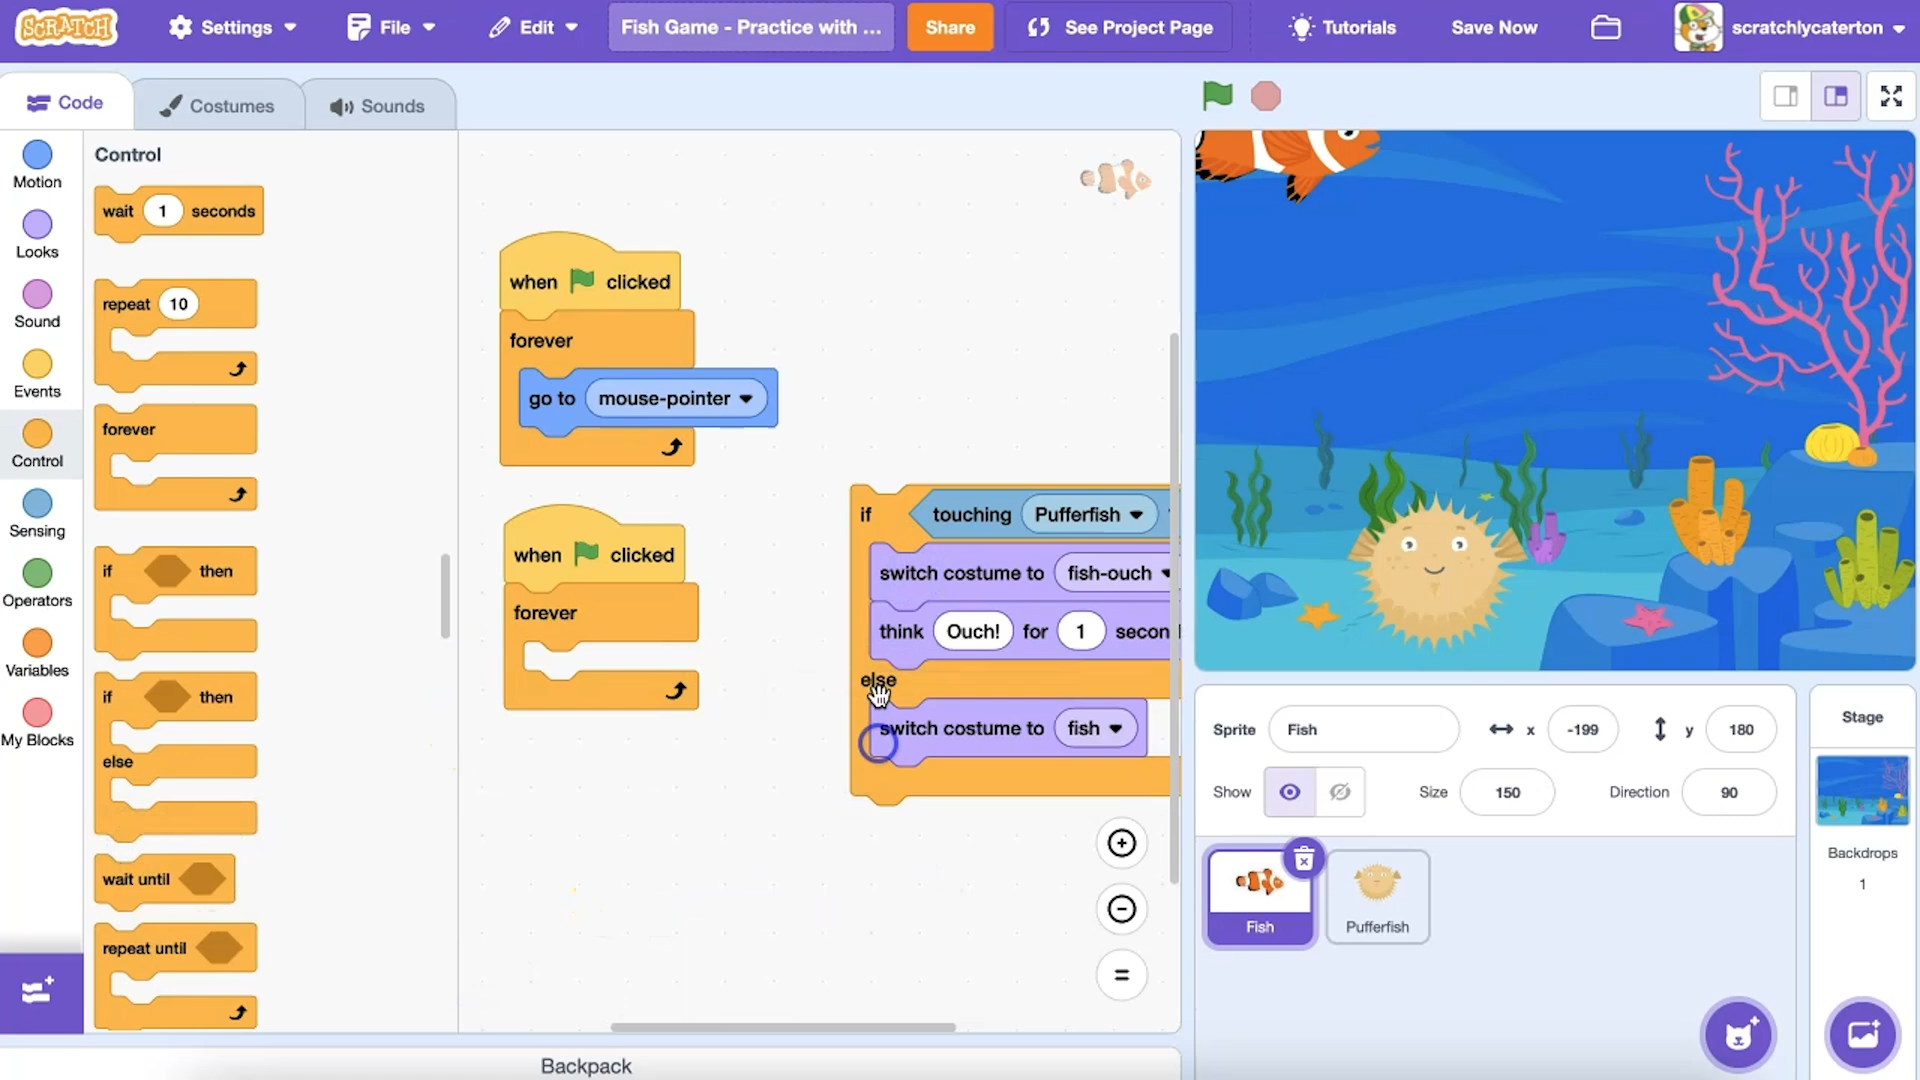 SCRATCH
Settings
File
Edit
Fish Game - Practice with ...
Share
See Project Page
Tutorials
Save Now
scratchlycaterton
Code
Costumes
Sounds
Motion
Looks
Sound
Events
Control
Sensing
Operators
Variables
My Blocks
Control
wait 1 seconds
repeat 10
forever
if then
if then
else
wait until
repeat until
when clicked
forever
go to mouse-pointer
when clicked
forever
if touching Pufferfish
switch costume to fish-ouch
think Ouch! for 1
else
switch costume to fish
Backpack
Sprite Fish x -199 y 180
Show Size 150 Direction 90
Fish
Pufferfish
Stage
Backdrops
1